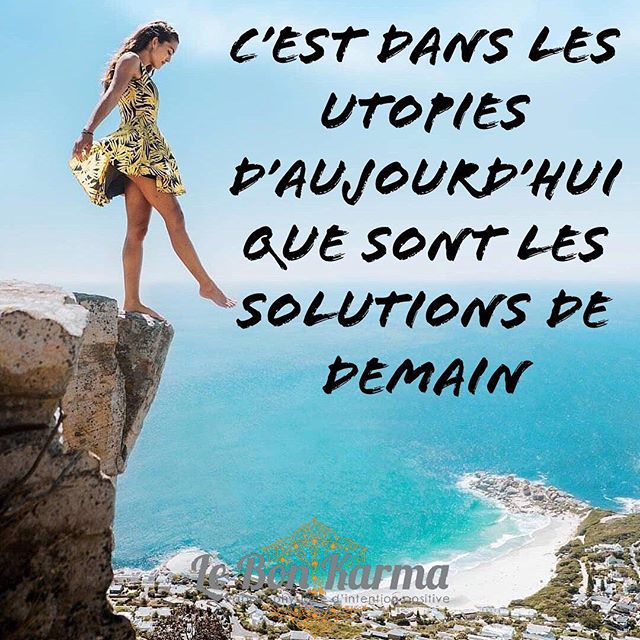 C'EST DANS LES
UTOPIES
D'AUJOURD'HUI
QUE SONT LES
SOLUTIONS DE
DEMAIN
Le Bon Karma
d'intention positive